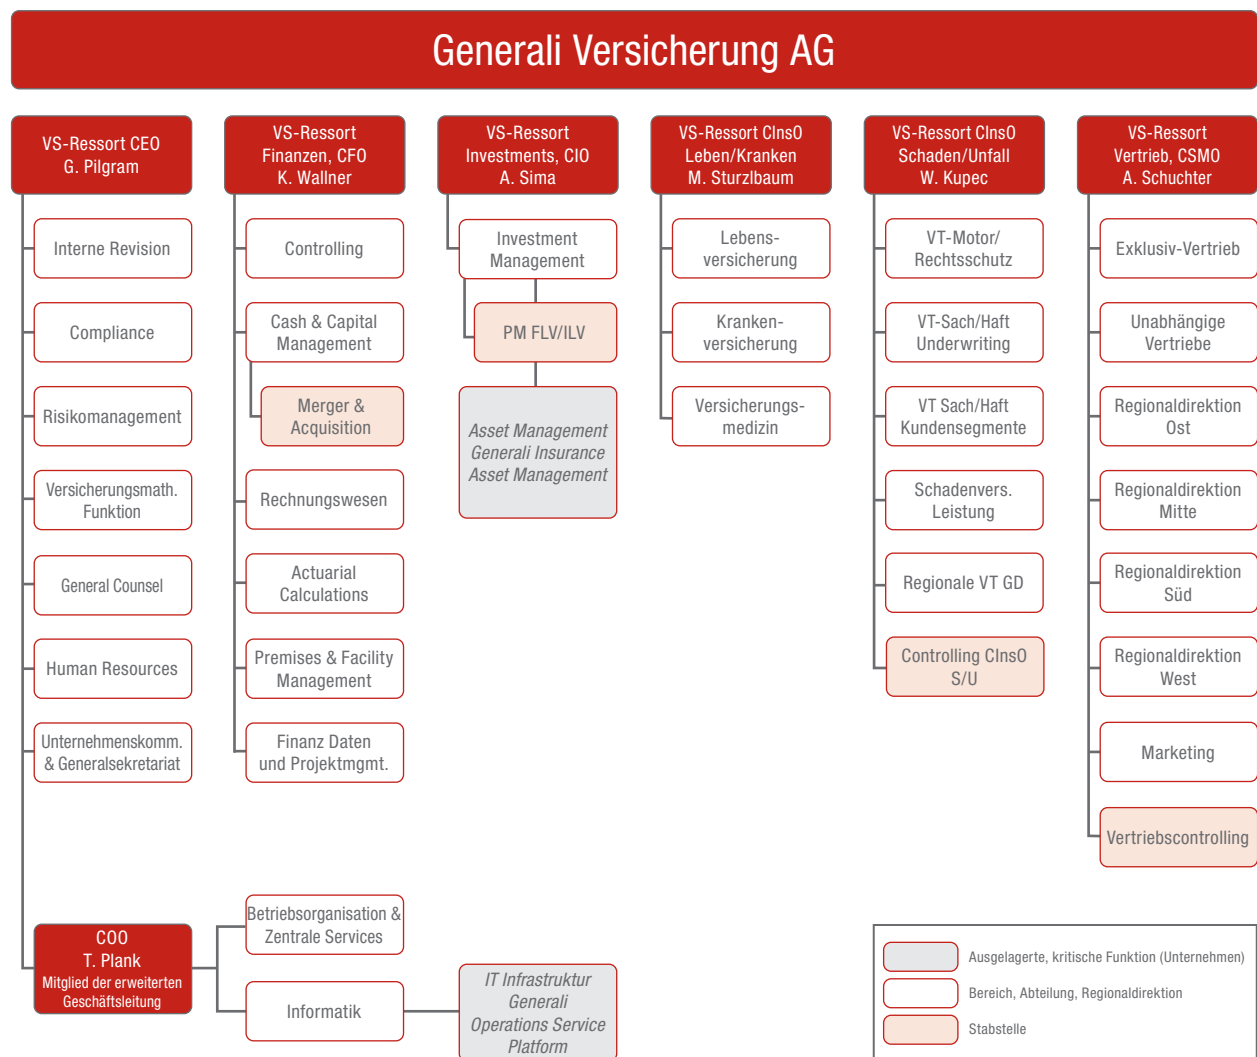 Generali Versicherung AG
VS-Ressort CEO
G. Pilgram
Interne Revision
Compliance
Risikomanagement
Versicherungsmath.
Funktion
General Counsel
Human Resources
Unternehmenskomm.
& Generalsekretariat
COO
T. Plank
Mitglied der erweiterten
Geschäftsleitung
Betriebsorganisation &
Zentrale Services
Informatik
IT Infrastruktur
Generali
Operations Service
Platform
VS-Ressort
Finanzen, CFO
K. Wallner
Controlling
Cash & Capital
Management
Merger &
Acquisition
Rechnungswesen
Actuarial
Calculations
Premises & Facility
Management
Finanz Daten
und Projektmgmt.
VS-Ressort
Investments, CIO
A. Sima
Investment
Management
PM FLV/ILV
Asset Management
Generali Insurance
Asset Management
VS-Ressort CInsO
Leben/Kranken
M. Sturzlbaum
Lebens-
versicherung
Kranken-
versicherung
Versicherungs-
medizin
VS-Ressort CInsO
Schaden/Unfall
W. Kupec
VT-Motor/
Rechtsschutz
VT-Sach/Haft
Underwriting
VT Sach/Haft
Kundensegmente
Schadenvers.
Leistung
Regionale VT GD
Controlling CInsO
S/U
VS-Ressort
Vertrieb, CSMO
A. Schuchter
Exklusiv-Vertrieb
Unabhängige
Vertriebe
Regionaldirektion
Ost
Regionaldirektion
Mitte
Regionaldirektion
Süd
Regionaldirektion
West
Marketing
Vertriebscontrolling
Ausgelagerte, kritische Funktion (Unternehmen)
Bereich, Abteilung, Regionaldirektion
Stabstelle